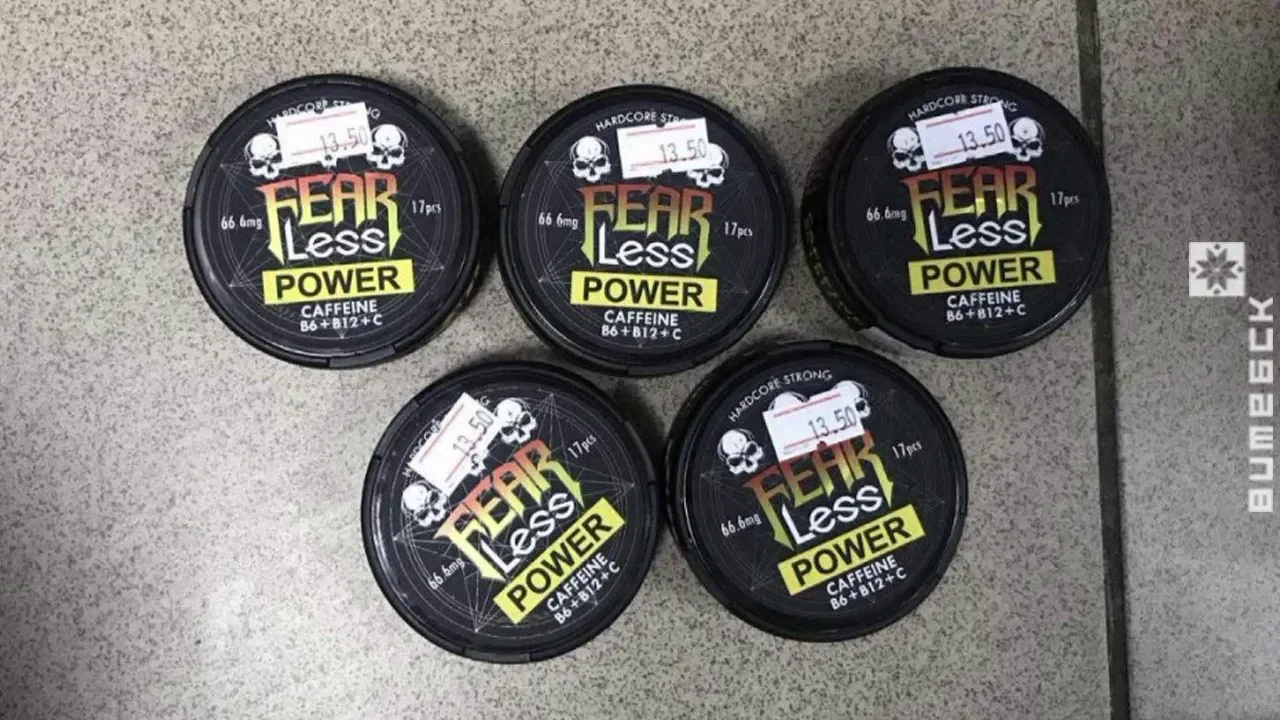 HARDCORE STRONG
13.50
66.6mg
FEAR
17pcs
Less
POWER
CAFFEINE
B6+B12+C
HARDCORE STR
13.50
66.6mg
FEAR
17pcs
Less
POWER
CAFFEINE
B6+B12+C
HARDCORE STRONG
13.50
66.6mg
FEAR
17pcs
Less
POWER
CAFFEINE
B6+B12+C
13.50
FEAR
17pcs
Less
66.6mg
POWER
CAFFEINE
B6+B12+C
HARDCORE STRONG
13.50
FEAR
17pcs
66.6mg
Less
POWER
CAFFEINE
B6+B12+C
ВИТЕБСК